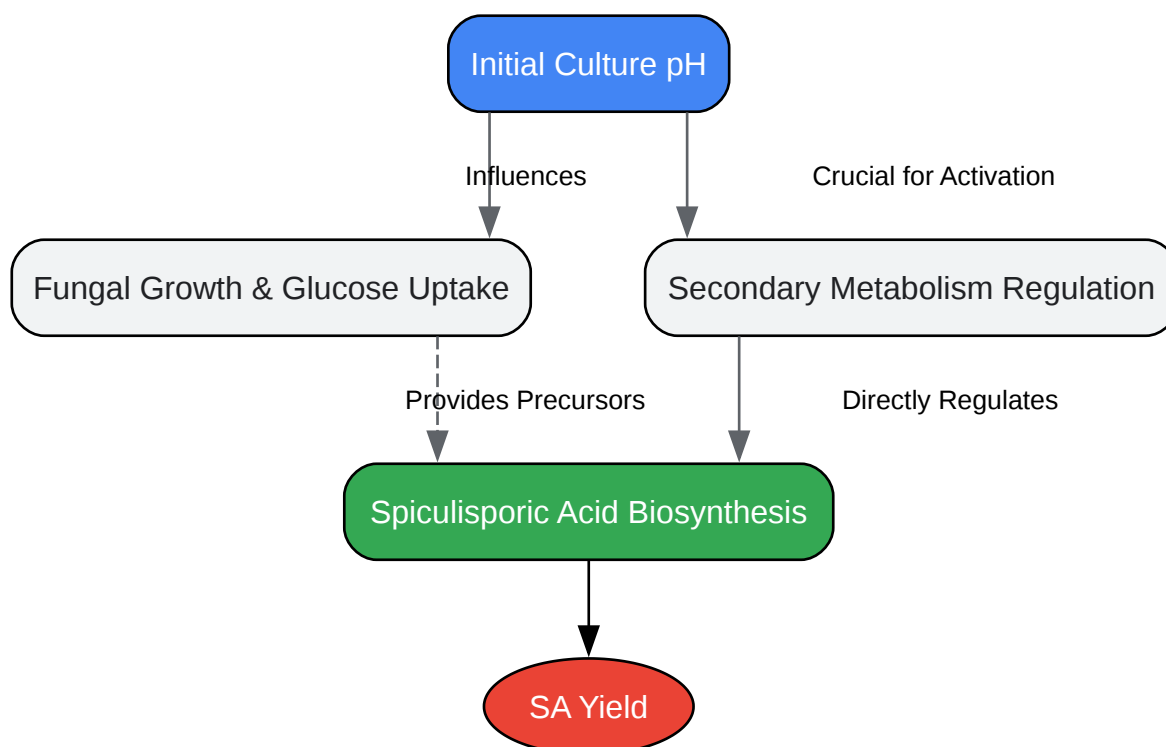 Initial Culture pH
Influences
Crucial for Activation
Fungal Growth & Glucose Uptake
Secondary Metabolism Regulation
Provides Precursors
Directly Regulates
Spiculisporic Acid Biosynthesis
SA Yield